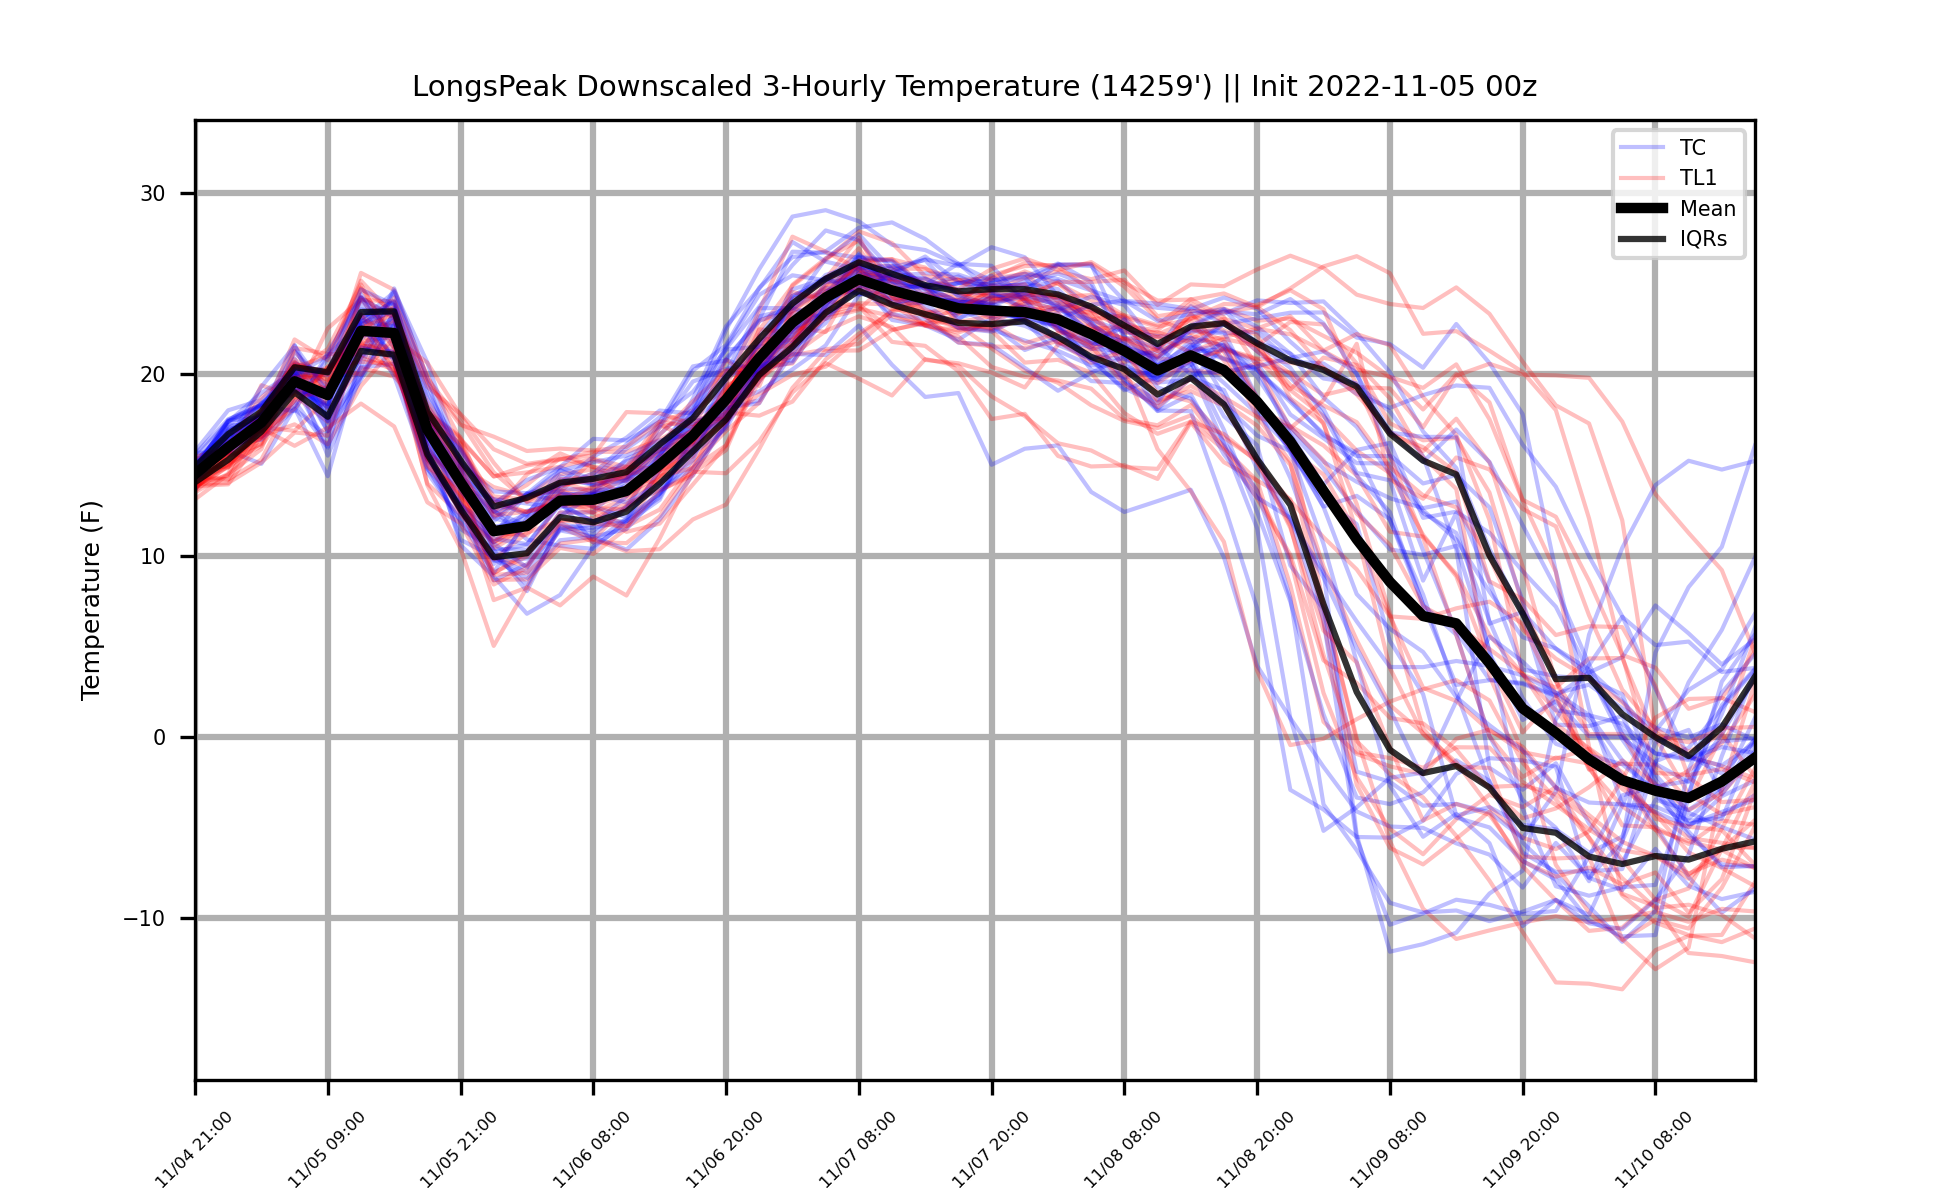 LongsPeak Downscaled 3-Hourly Temperature (14259') || Init 2022-11-05 00z
TC
TL1
Mean
IQRs
Temperature (F)
30
20
10
0
−10
11/04 21:00
11/05 09:00
11/05 21:00
11/06 08:00
11/06 20:00
11/07 08:00
11/07 20:00
11/08 08:00
11/08 20:00
11/09 08:00
11/09 20:00
11/10 08:00